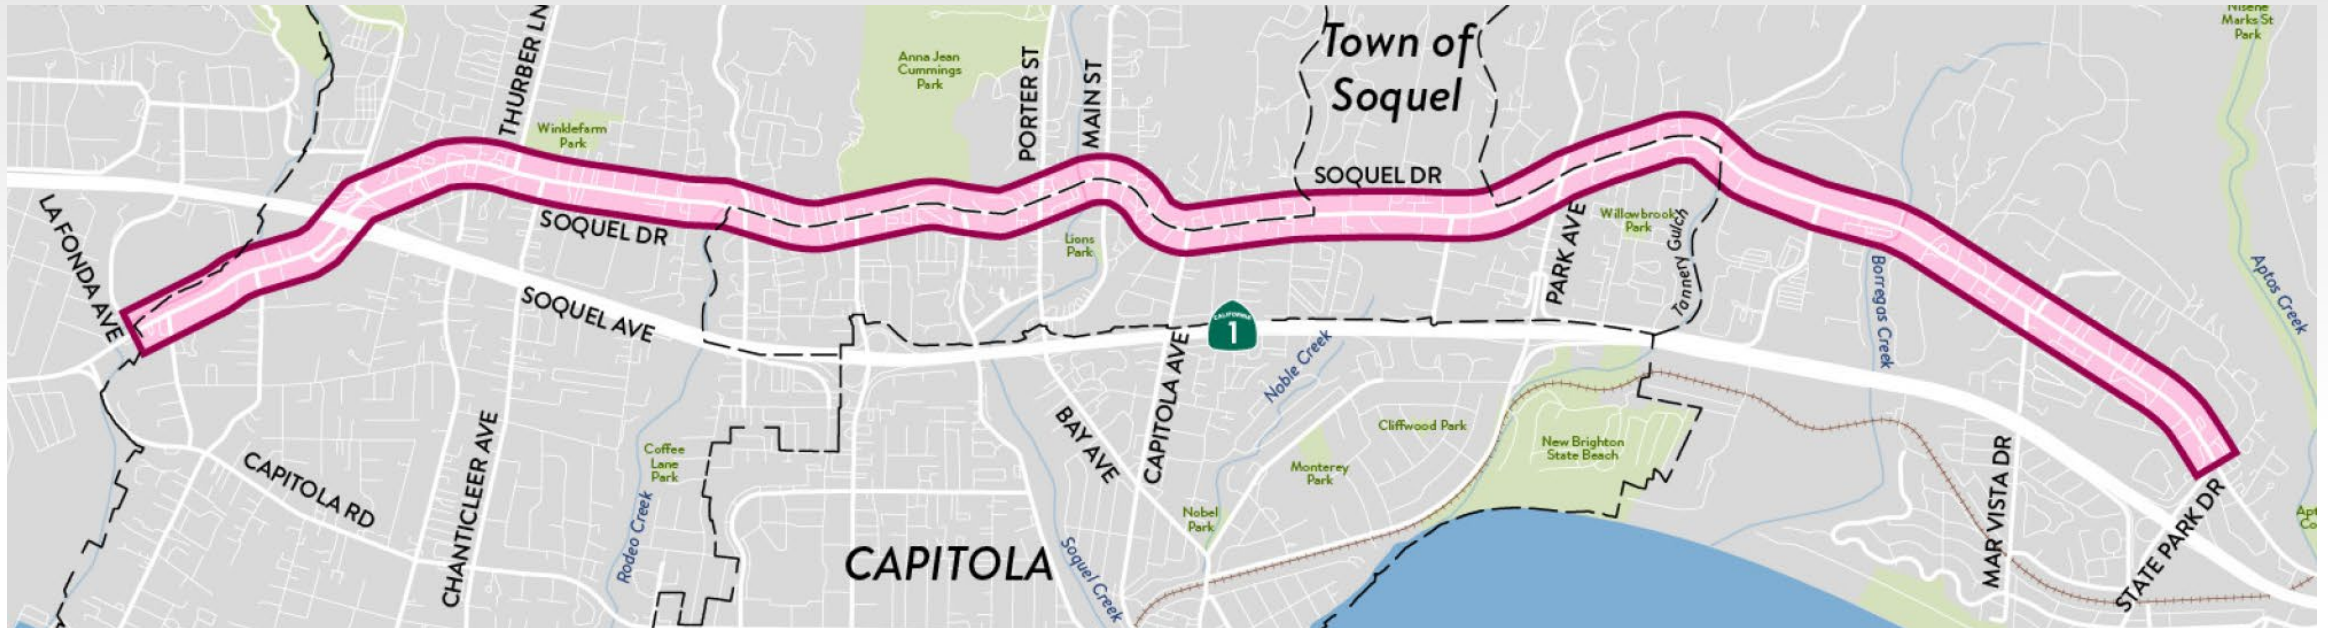 Nisene
Marks St
Park
THURBER LN
Anna Jean
Cummings
Park
PORTER ST
MAIN ST
Town of
Soquel
Winklefarm
Park
SOQUEL DR
LA FONDA AVE
SOQUEL DR
Lions
Park
PARK AVE
Willowbrook
Park
Tannery Gulch
Borregas Creek
Aptos Creek
SOQUEL AVE
CALIFORNIA
1
Noble Creek
CAPITOLA AVE
BAY AVE
CAPITOLA RD
CHANTICLEER AVE
Coffee
Lane
Park
Rodeo Creek
Cliffwood Park
New Brighton
State Beach
Monterey
Park
Nobel
Park
CAPITOLA
Soquel Creek
MAR VISTA DR
STATE PARK DR
Apt
Co